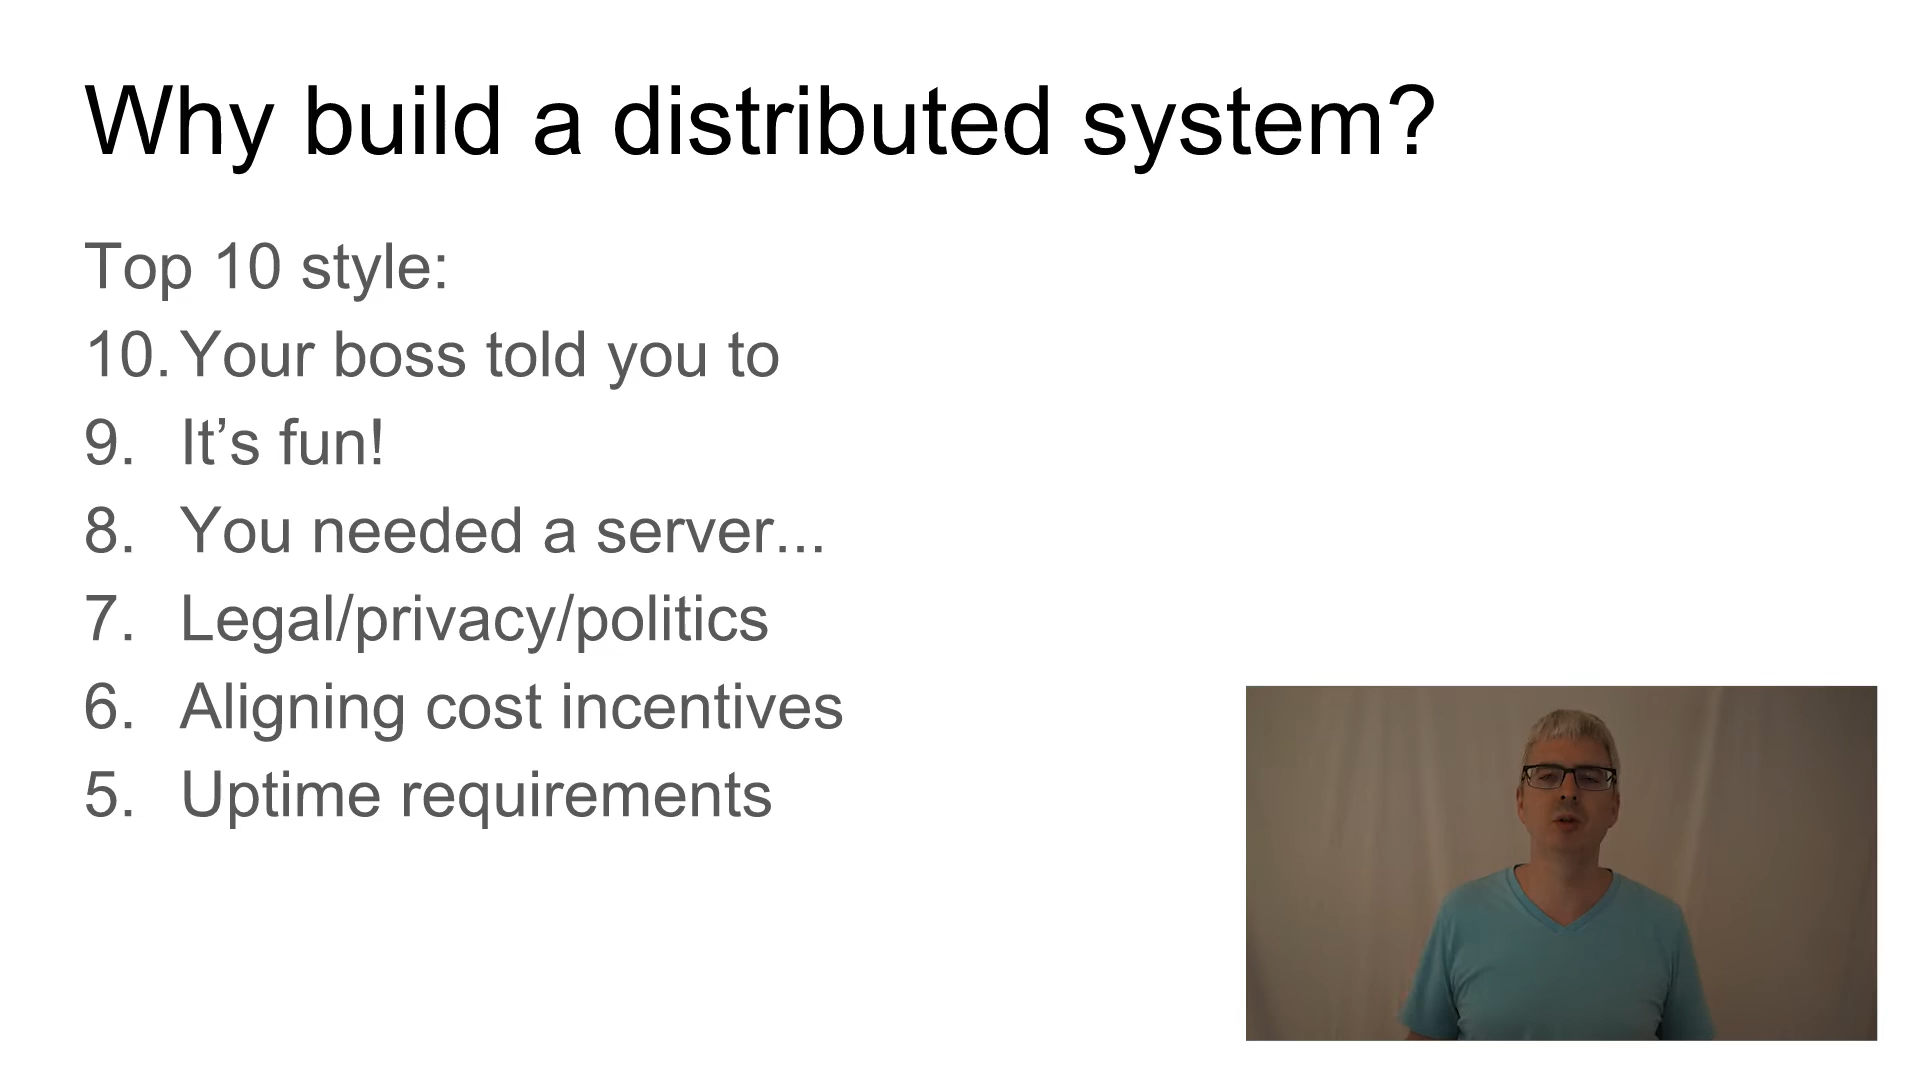 Why build a distributed system?
Top 10 style:
10. Your boss told you to
9. It’s fun!
8. You needed a server...
7. Legal/privacy/politics
6. Aligning cost incentives
5. Uptime requirements